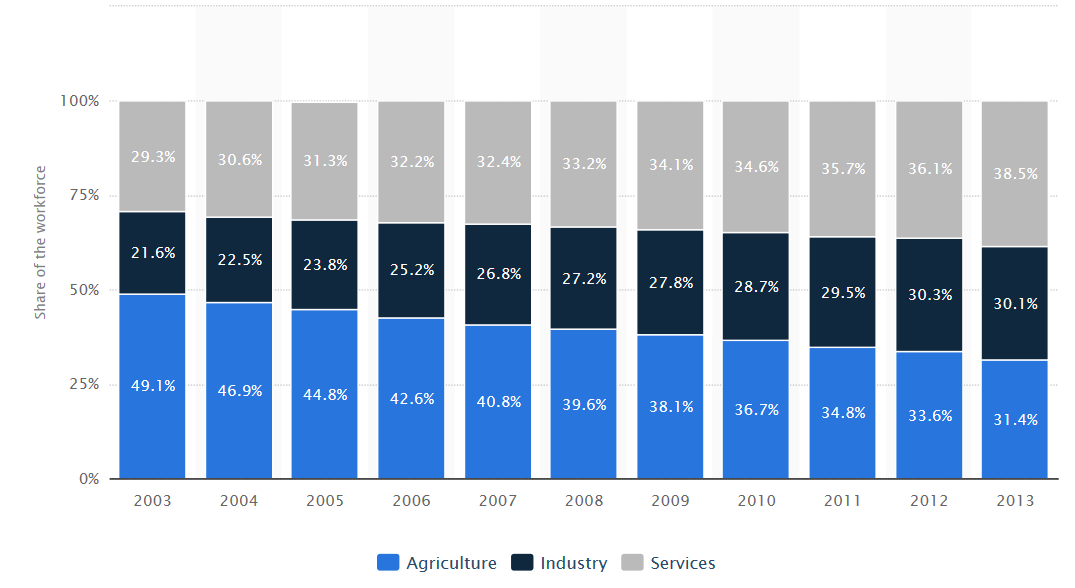 100%
75%
50%
25%
0%
Share of the workforce
29.3% 30.6% 31.3% 32.2% 32.4% 33.2% 34.1% 34.6% 35.7% 36.1% 38.5%
21.6% 22.5% 23.8% 25.2% 26.8% 27.2% 27.8% 28.7% 29.5% 30.3% 30.1%
49.1% 46.9% 44.8% 42.6% 40.8% 39.6% 38.1% 36.7% 34.8% 33.6% 31.4%
2003 2004 2005 2006 2007 2008 2009 2010 2011 2012 2013
Agriculture Industry Services